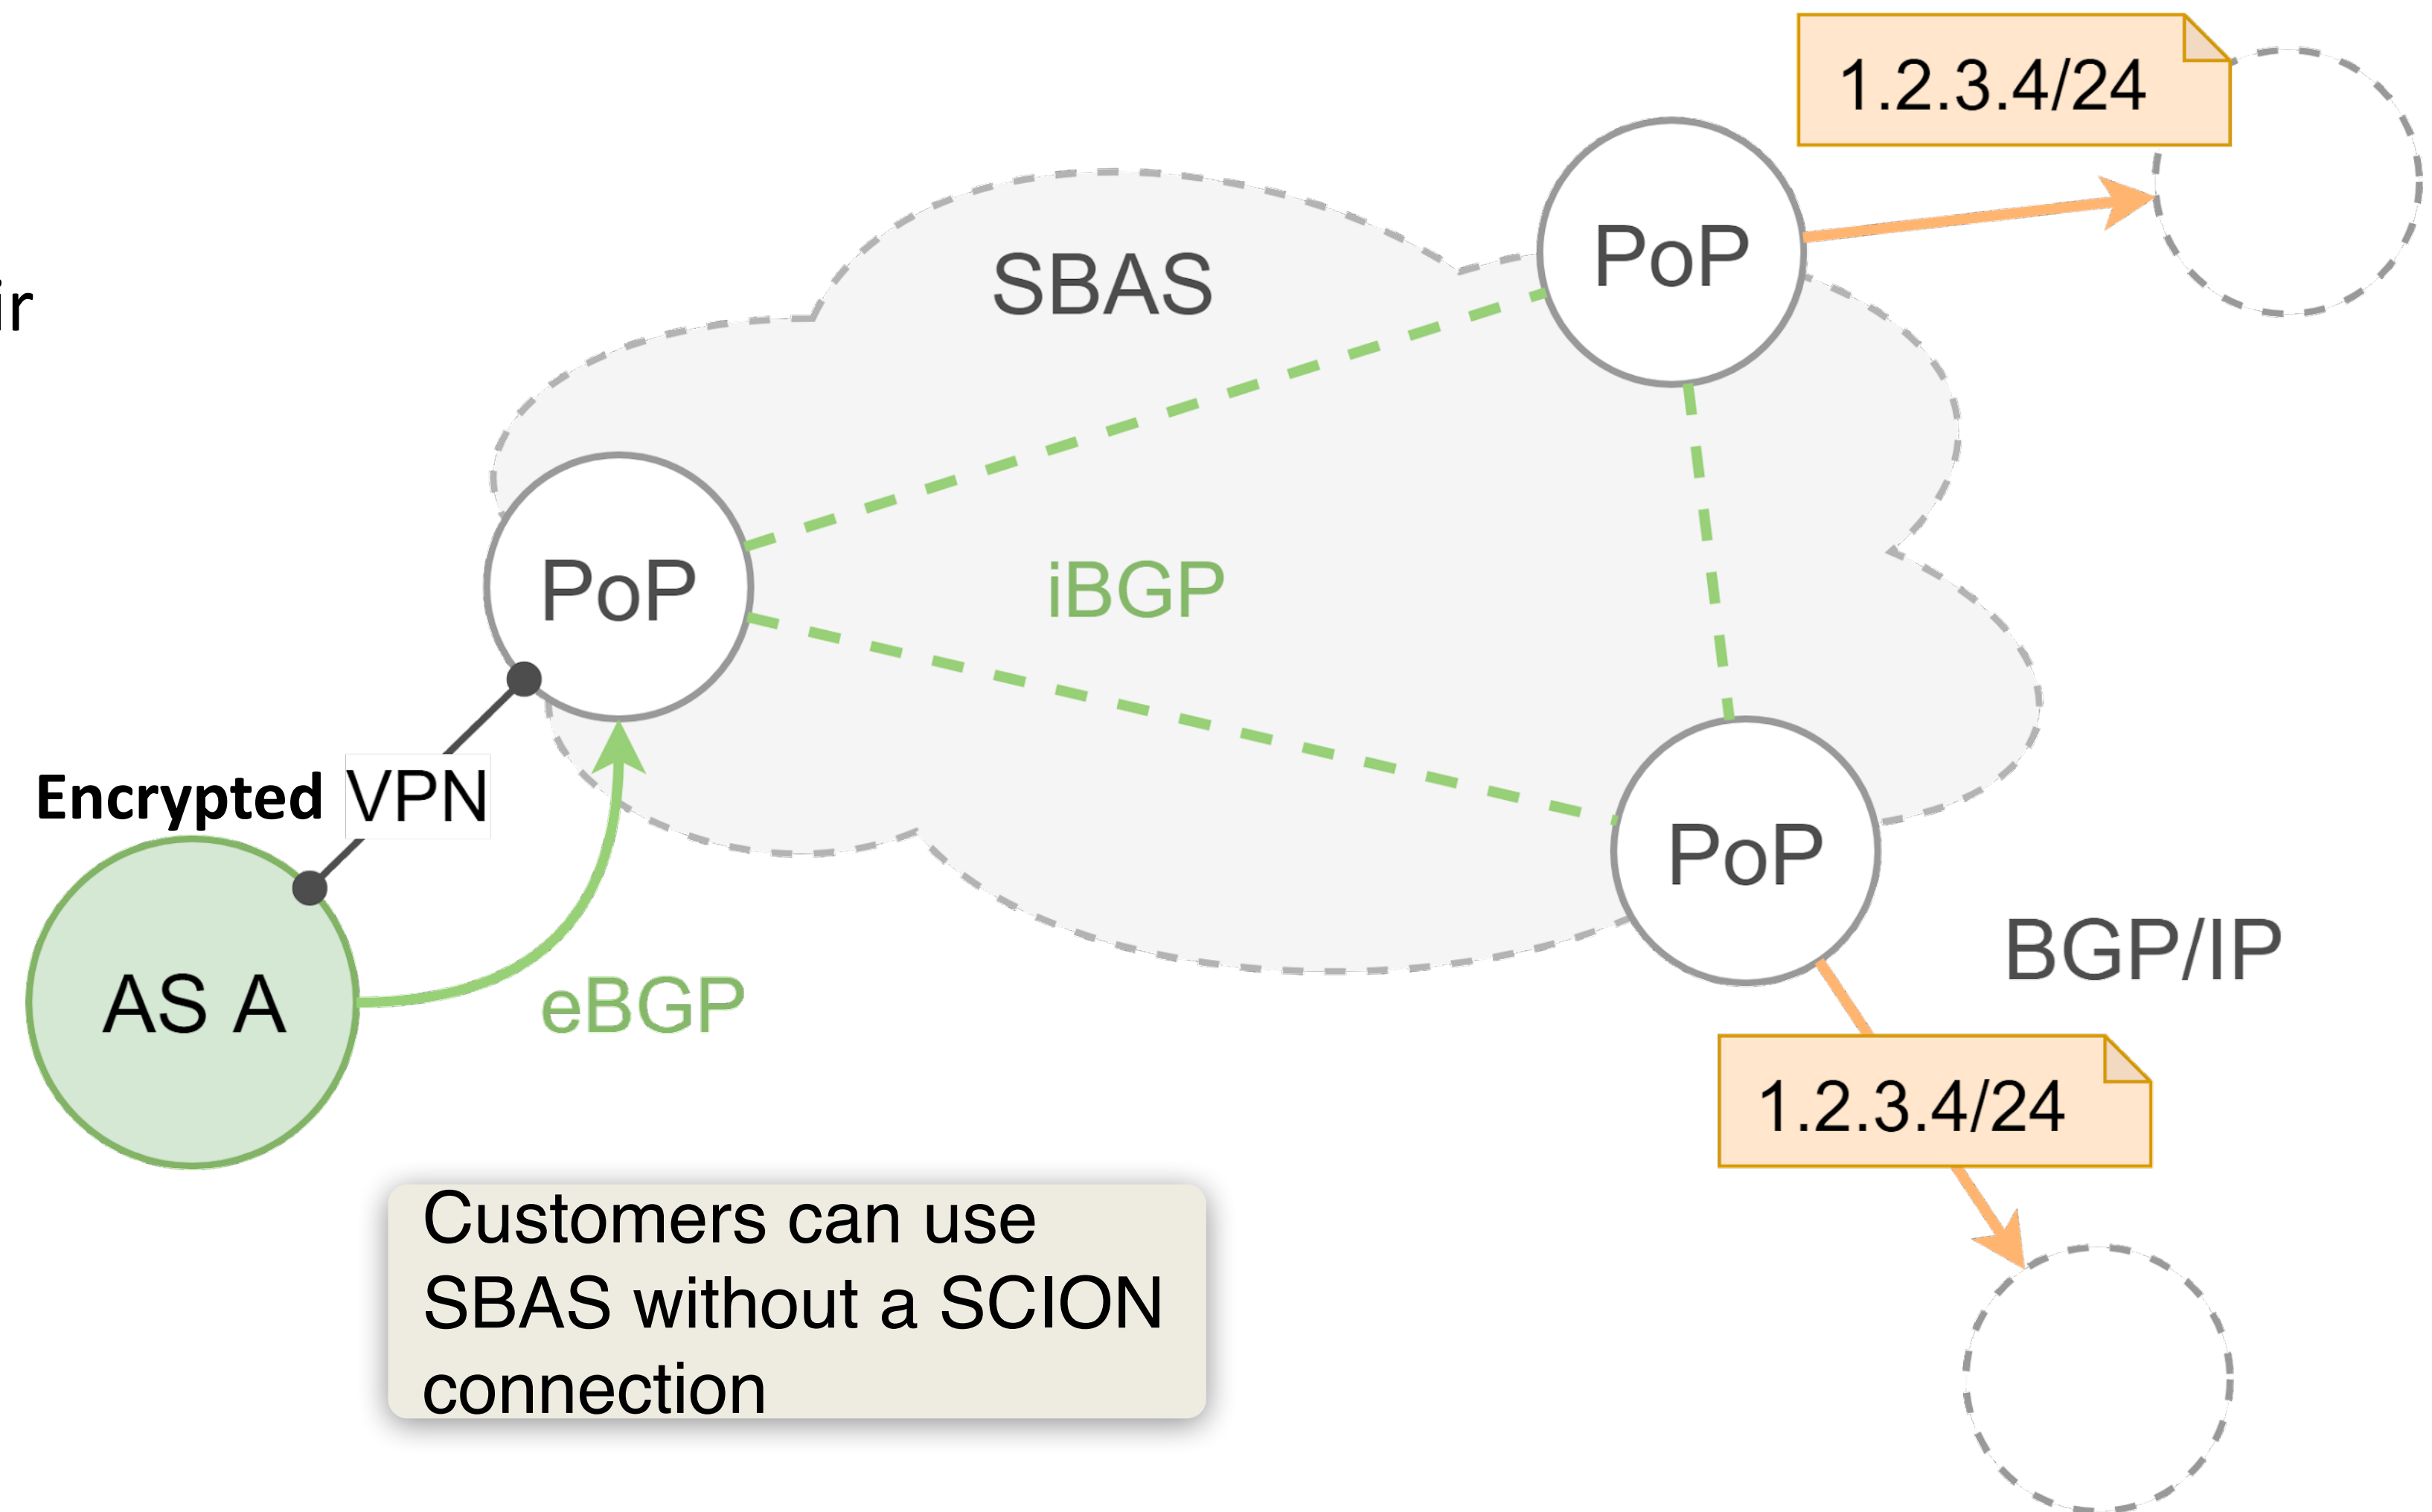 1.2.3.4/24
PoP
SBAS
ir
iBGP
PoP
Encrypted VPN
PoP
BGP/IP
AS A
eBGP
1.2.3.4/24
Customers can use
SBAS without a SCION
connection